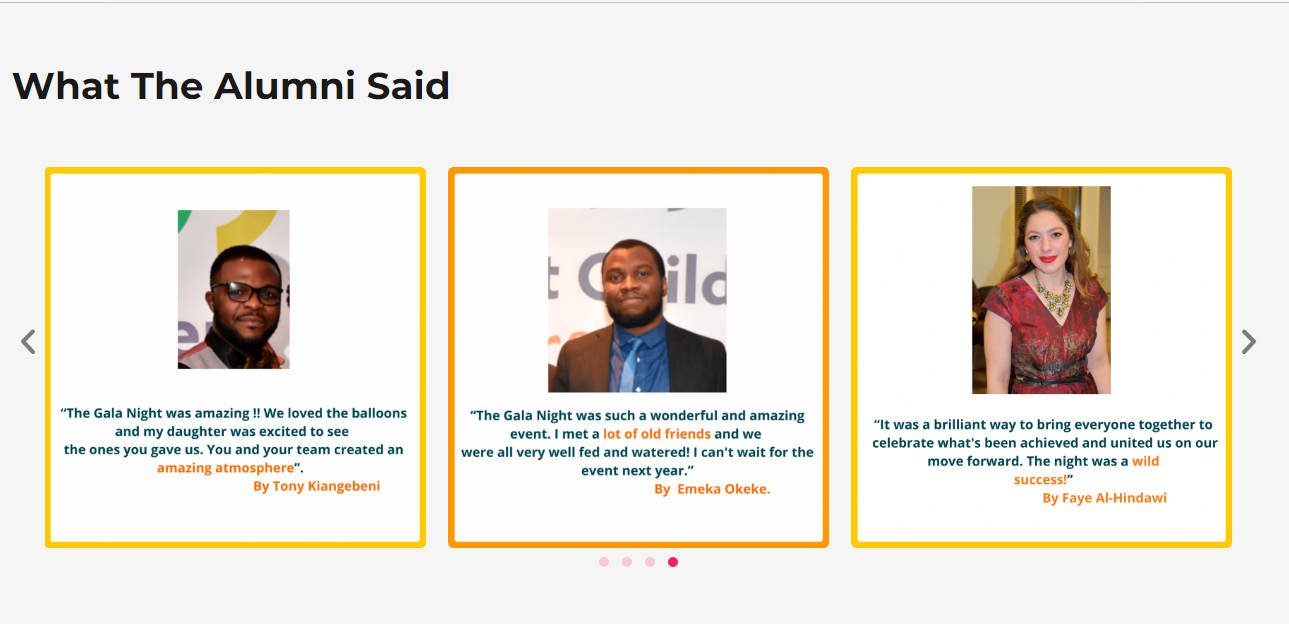 What The Alumni Said
t Guild
“The Gala Night was amazing !! We loved the balloons
and my daughter was excited to see
the ones you gave us. You and your team created an
amazing atmosphere”.
By Tony Kiangebeni
“The Gala Night was such a wonderful and amazing
event. I met a lot of old friends and we
were all very well fed and watered! I can't wait for the
event next year.”
By Emeka Okeke.
“It was a brilliant way to bring everyone together to
celebrate what's been achieved and united us on our
move forward. The night was a wild
success!”
By Faye Al-Hindawi